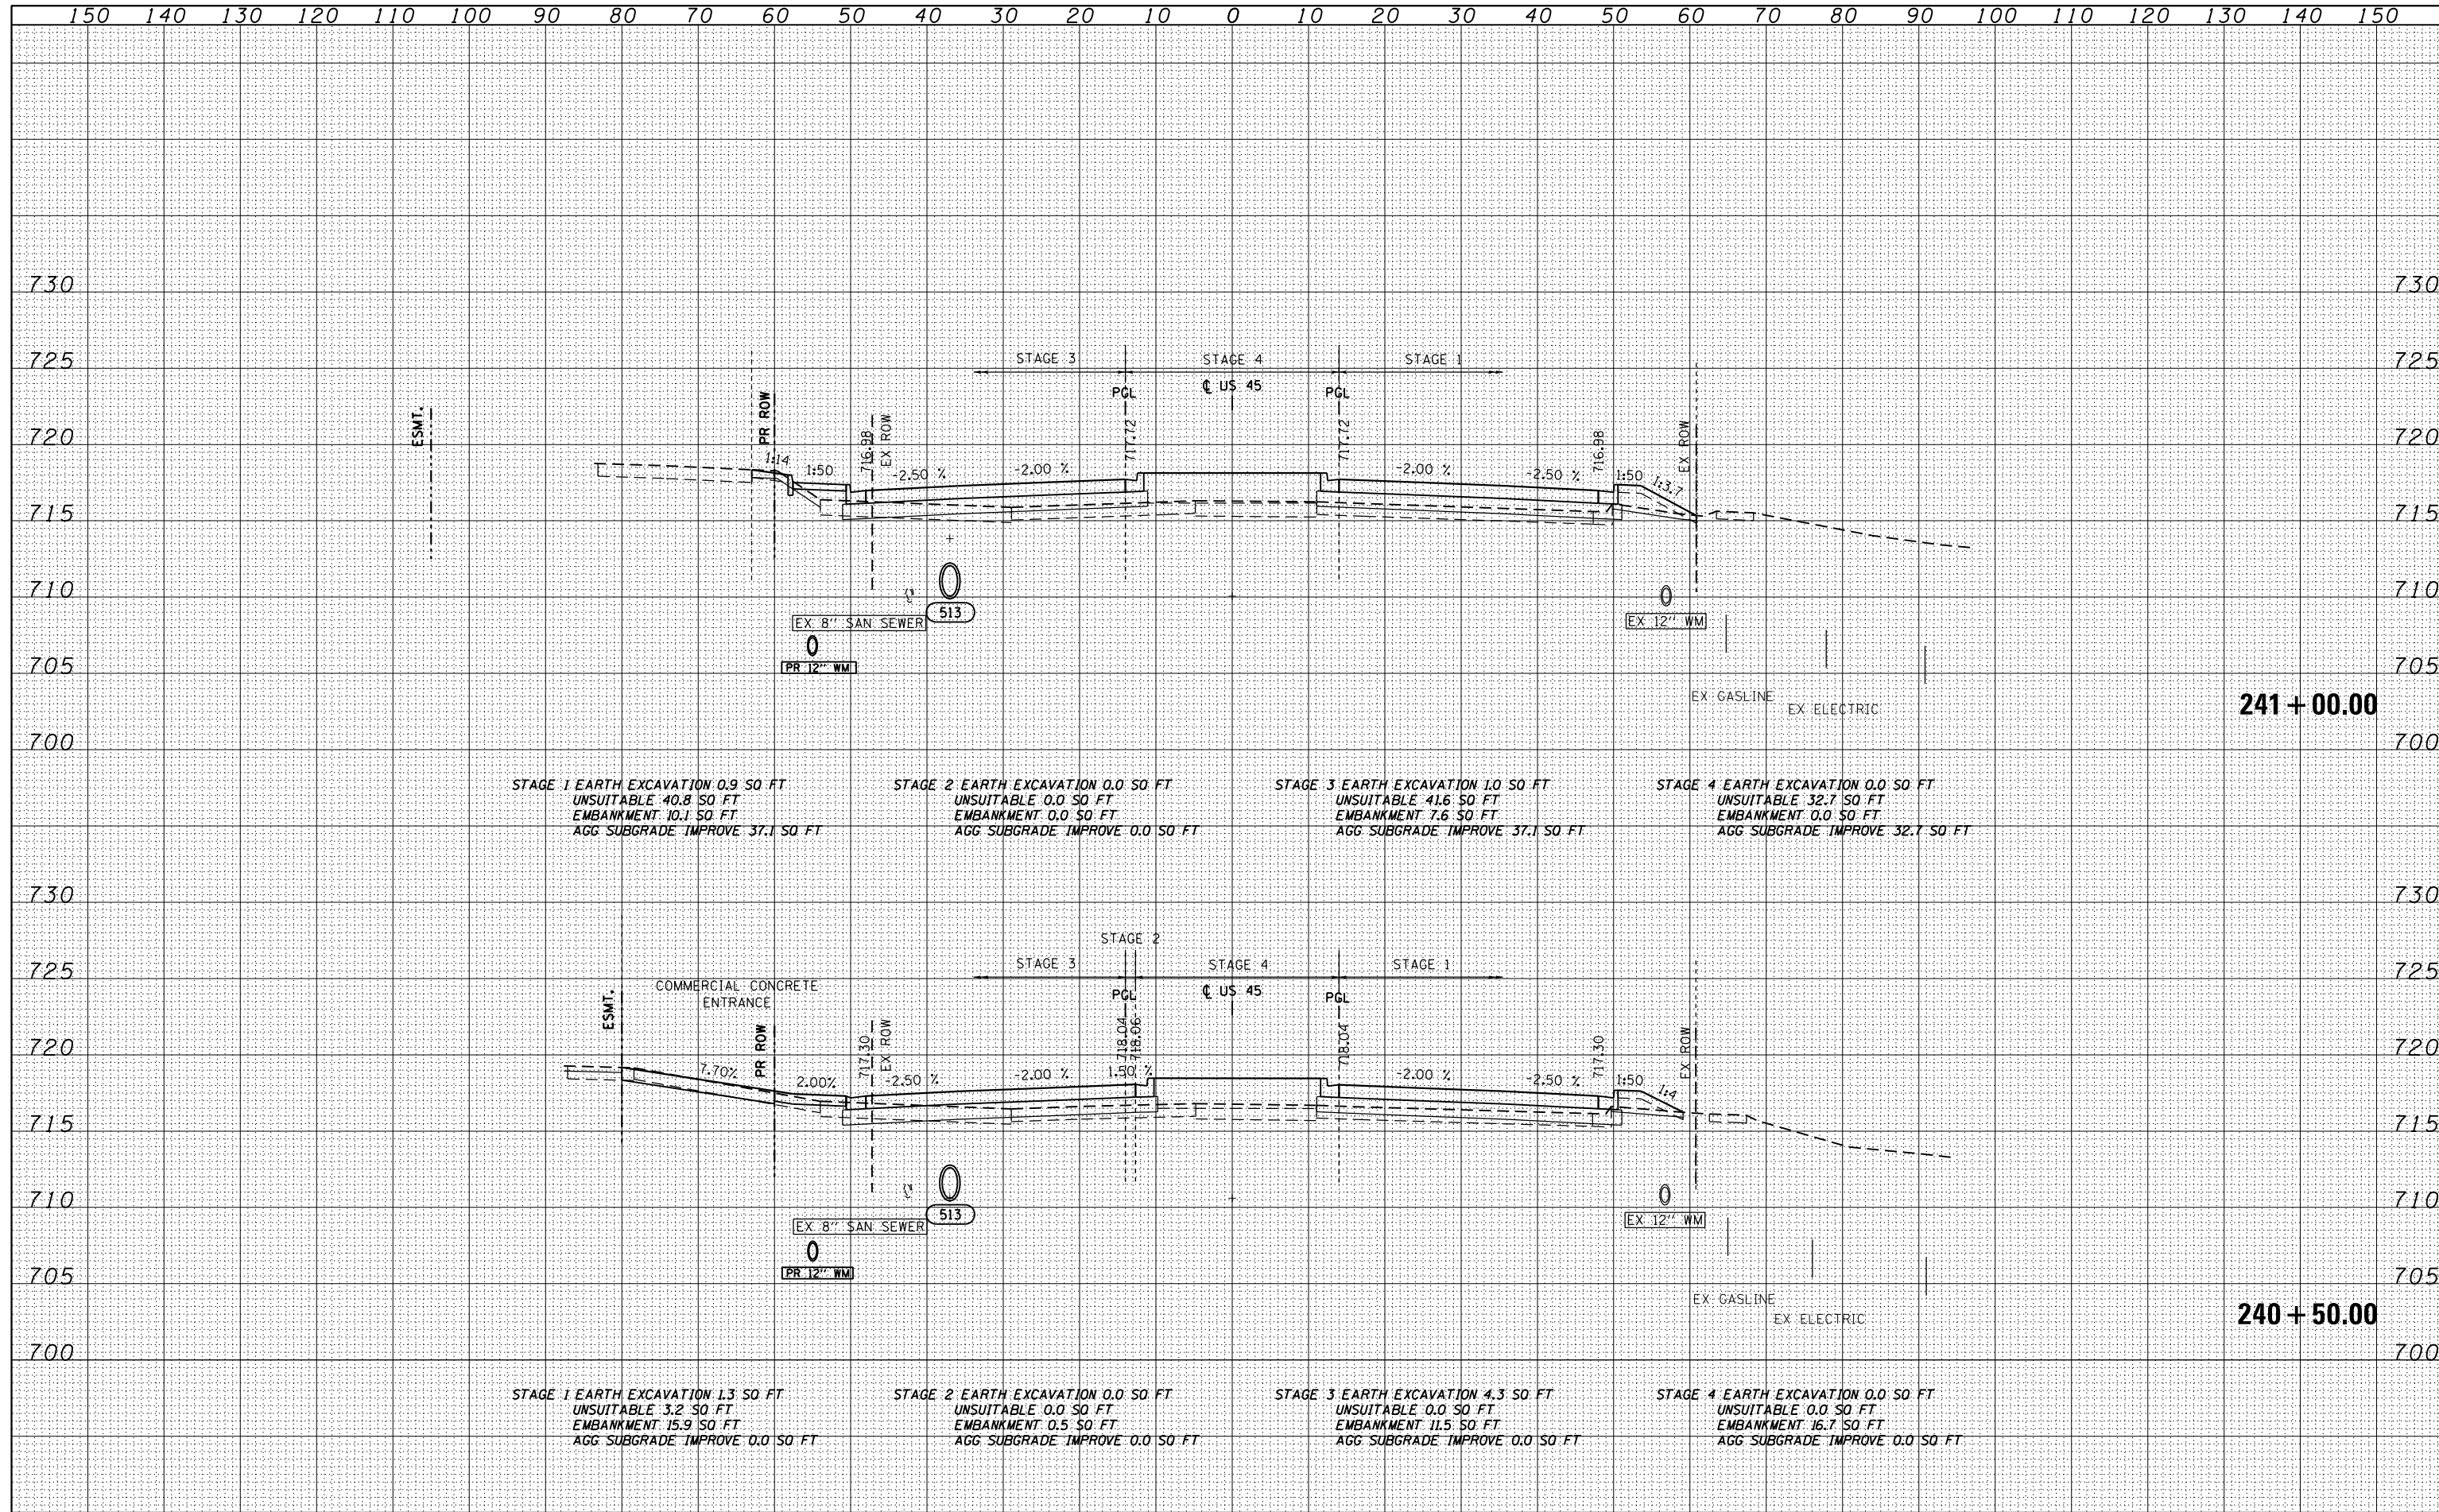 150 140 130 120 110 100 90 80 70 60 50 40 30 20 10 0 10 20 30 40 50 60 70 80 90 100 110 120 130 140 150
730 730
725 725
STAGE 3 STAGE 4 STAGE 1
PGL ℄ US 45 PGL
720 720
ESMT. PR ROW 716.98 EX ROW 717.72 717.72 716.98 EX ROW
1:14 1:50 -2.50 % -2.00 % -2.00 % -2.50 % 1:50 1:3.7
715 715
710 710
513
EX 8" SAN SEWER EX 12" WM
705 705
PR 12" WM
EX GASLINE
EX ELECTRIC
241 + 00.00
700 700
STAGE 1 EARTH EXCAVATION 0.9 SQ FT STAGE 2 EARTH EXCAVATION 0.0 SQ FT STAGE 3 EARTH EXCAVATION 1.0 SQ FT STAGE 4 EARTH EXCAVATION 0.0 SQ FT
UNSUITABLE 40.8 SQ FT UNSUITABLE 0.0 SQ FT UNSUITABLE 41.6 SQ FT UNSUITABLE 32.7 SQ FT
EMBANKMENT 10.1 SQ FT EMBANKMENT 0.0 SQ FT EMBANKMENT 7.6 SQ FT EMBANKMENT 0.0 SQ FT
AGG SUBGRADE IMPROVE 37.1 SQ FT AGG SUBGRADE IMPROVE 0.0 SQ FT AGG SUBGRADE IMPROVE 37.1 SQ FT AGG SUBGRADE IMPROVE 32.7 SQ FT
730 730
STAGE 2
725 725
STAGE 3 STAGE 4 STAGE 1
COMMERCIAL CONCRETE
ENTRANCE
PGL ℄ US 45 PGL
720 720
ESMT. PR ROW 717.30 EX ROW 718.04 718.06 718.04 717.30 EX ROW
7.70% 2.00% -2.50 % -2.00 % 1.50 % -2.00 % -2.50 % 1:50 1:4
715 715
710 710
513
EX 8" SAN SEWER EX 12" WM
705 705
PR 12" WM
EX GASLINE
EX ELECTRIC
240 + 50.00
700 700
STAGE 1 EARTH EXCAVATION 1.3 SQ FT STAGE 2 EARTH EXCAVATION 0.0 SQ FT STAGE 3 EARTH EXCAVATION 4.3 SQ FT STAGE 4 EARTH EXCAVATION 0.0 SQ FT
UNSUITABLE 3.2 SQ FT UNSUITABLE 0.0 SQ FT UNSUITABLE 0.0 SQ FT UNSUITABLE 0.0 SQ FT
EMBANKMENT 15.9 SQ FT EMBANKMENT 0.5 SQ FT EMBANKMENT 11.5 SQ FT EMBANKMENT 16.7 SQ FT
AGG SUBGRADE IMPROVE 0.0 SQ FT AGG SUBGRADE IMPROVE 0.0 SQ FT AGG SUBGRADE IMPROVE 0.0 SQ FT AGG SUBGRADE IMPROVE 0.0 SQ FT